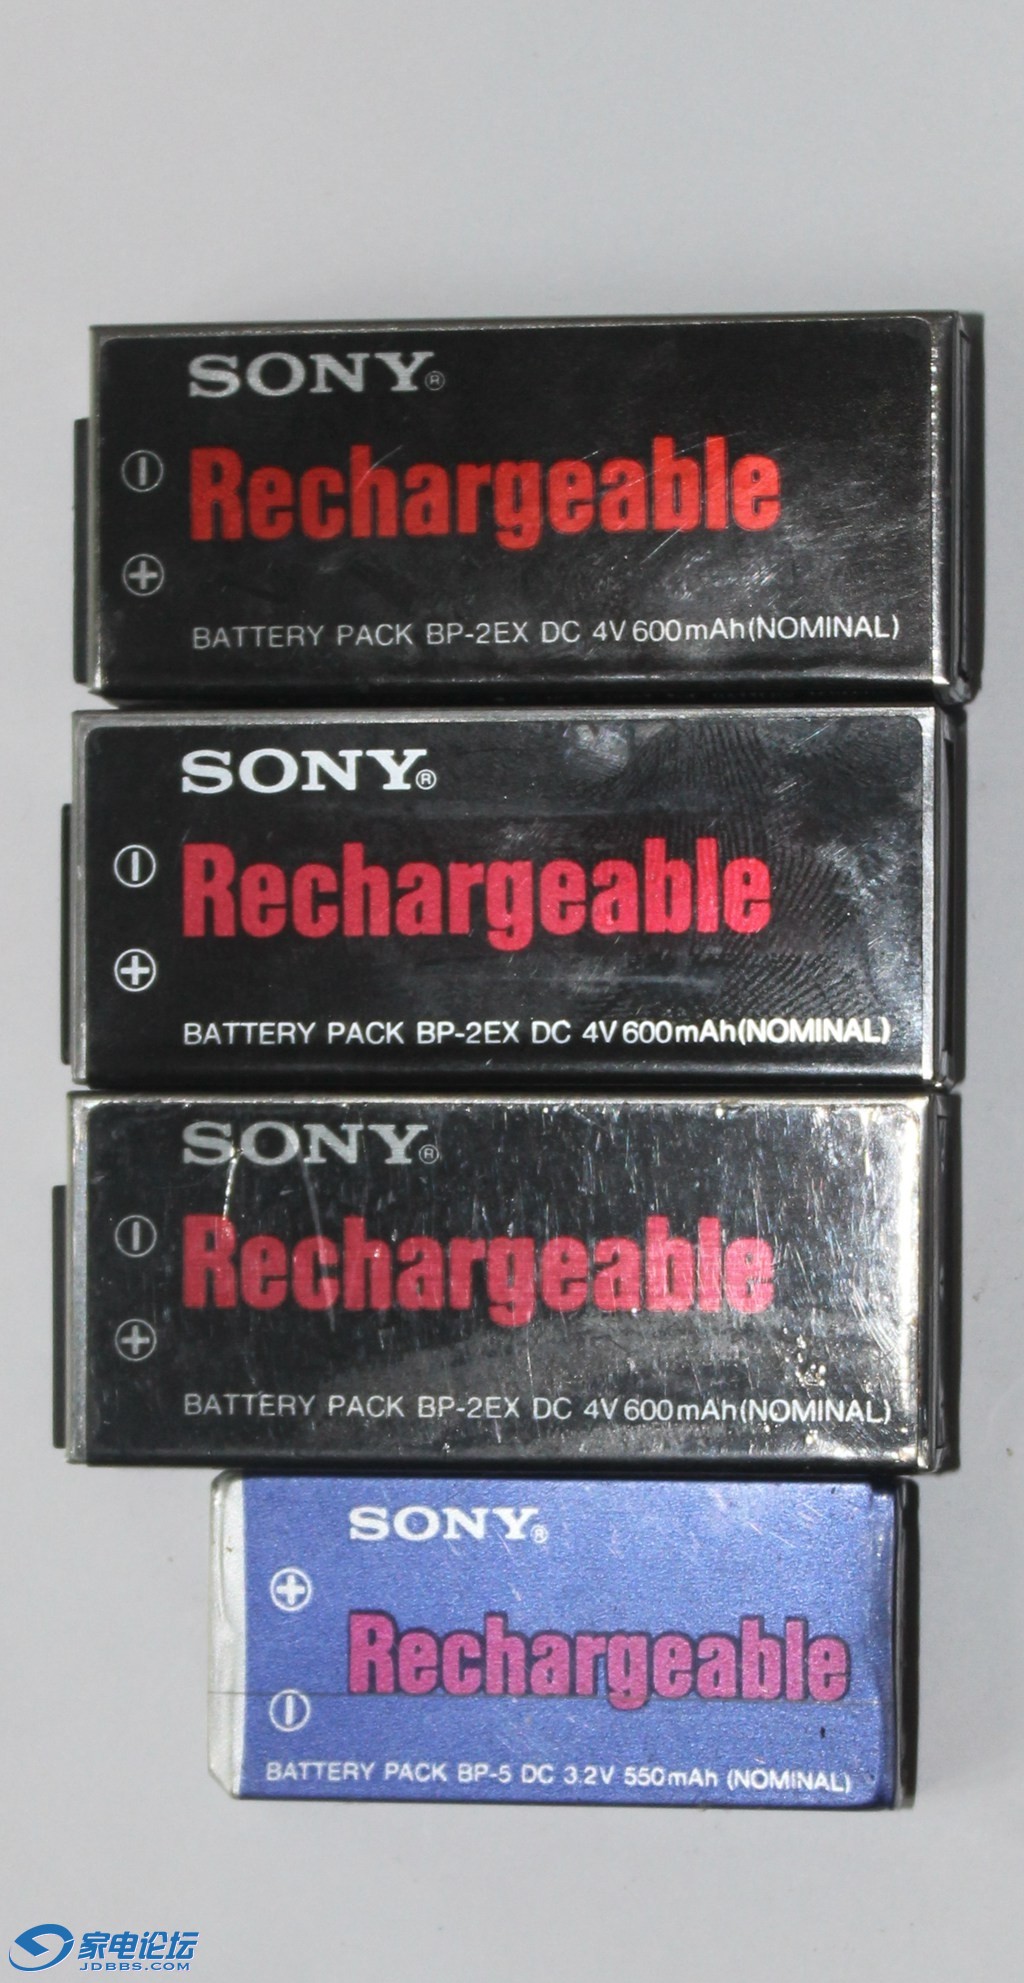 SONY®
Rechargeable
BATTERY PACK BP-2EX DC 4V 600mAh(NOMINAL)
SONY®
Rechargeable
BATTERY PACK BP-2EX DC 4V 600mAh(NOMINAL)
SONY®
Rechargeable
BATTERY PACK BP-2EX DC 4V 600mAh(NOMINAL)
SONY®
Rechargeable
BATTERY PACK BP-5 DC 3.2V 550mAh (NOMINAL)
家电论坛
JDBBS.COM